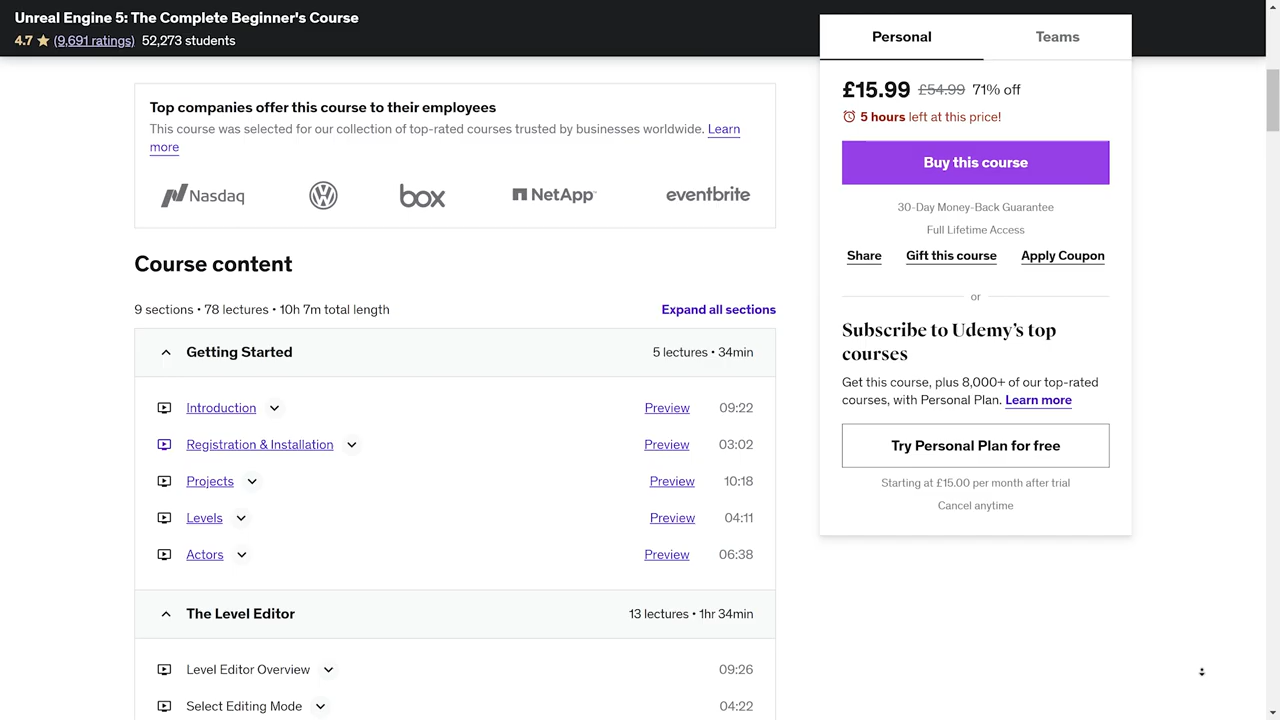 Unreal Engine 5: The Complete Beginner's Course
4.7 (9,691 ratings) 52,273 students
Top companies offer this course to their employees
This course was selected for our collection of top-rated courses trusted by businesses worldwide. Learn
more
Nasdaq box NetApp eventbrite
Course content
9 sections • 78 lectures • 10h 7m total length Expand all sections
Getting Started 5 lectures • 34min
Introduction Preview 09:22
Registration & Installation Preview 03:02
Projects Preview 10:18
Levels Preview 04:11
Actors Preview 06:38
The Level Editor 13 lectures • 1hr 34min
Level Editor Overview 09:26
Select Editing Mode 04:22
Personal Teams
£15.99 £54.99 71% off
5 hours left at this price!
Buy this course
30-Day Money-Back Guarantee
Full Lifetime Access
Share Gift this course Apply Coupon
or
Subscribe to Udemy’s top
courses
Get this course, plus 8,000+ of our top-rated
courses, with Personal Plan. Learn more
Try Personal Plan for free
Starting at £15.00 per month after trial
Cancel anytime